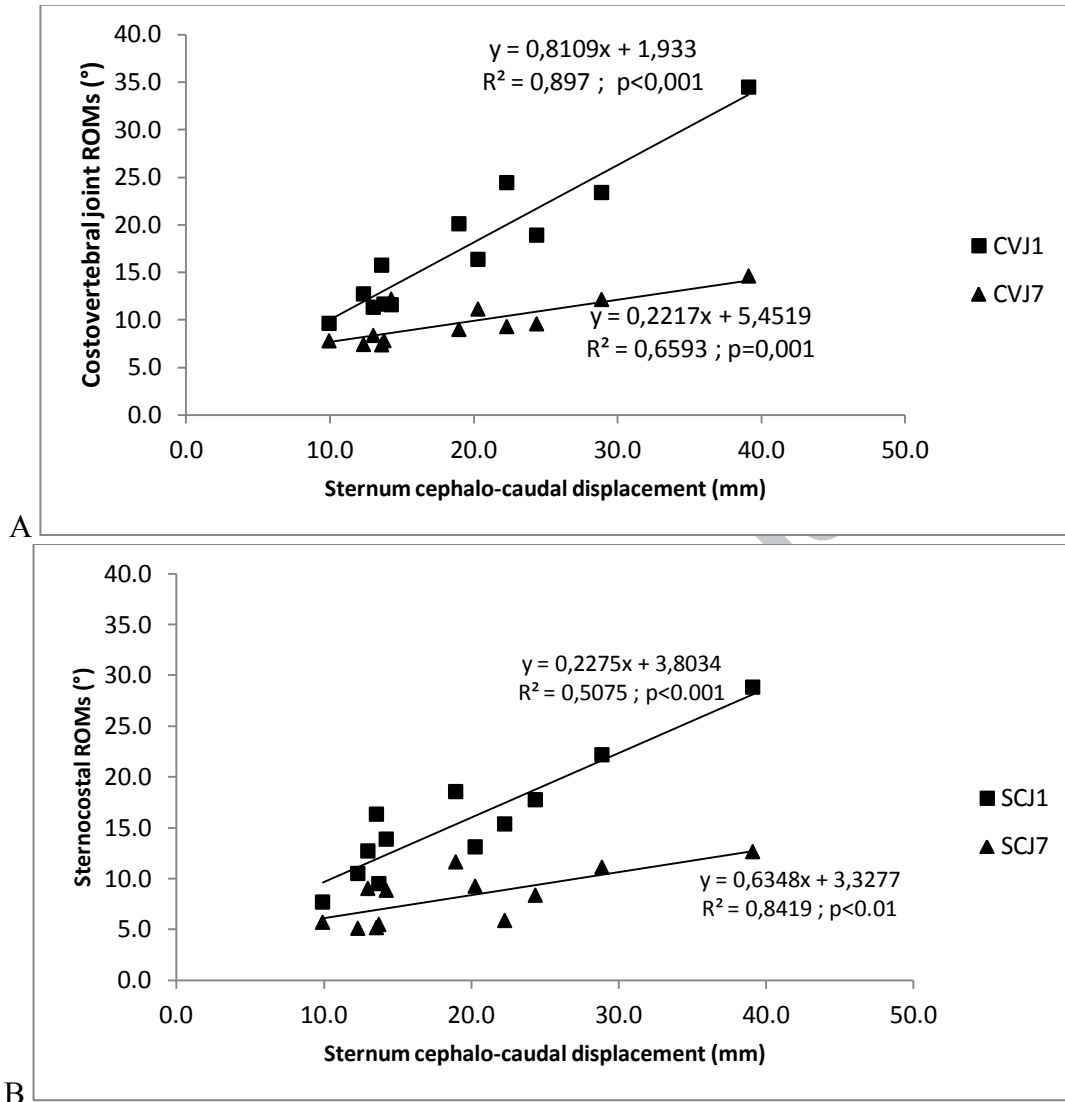 40.0
35.0
30.0
25.0
20.0
15.0
10.0
5.0
0.0
Costovertebral joint ROMs (°)
y = 0,8109x + 1,933
R² = 0,897 ; p<0,001
y = 0,2217x + 5,4519
R² = 0,6593 ; p=0,001
CVJ1
CVJ7
0.0 10.0 20.0 30.0 40.0 50.0
Sternum cephalo-caudal displacement (mm)
A
40.0
35.0
30.0
25.0
20.0
15.0
10.0
5.0
0.0
Sternocostal ROMs (°)
y = 0,2275x + 3,8034
R² = 0,5075 ; p<0.001
y = 0,6348x + 3,3277
R² = 0,8419 ; p<0.01
SCJ1
SCJ7
0.0 10.0 20.0 30.0 40.0 50.0
Sternum cephalo-caudal displacement (mm)
B